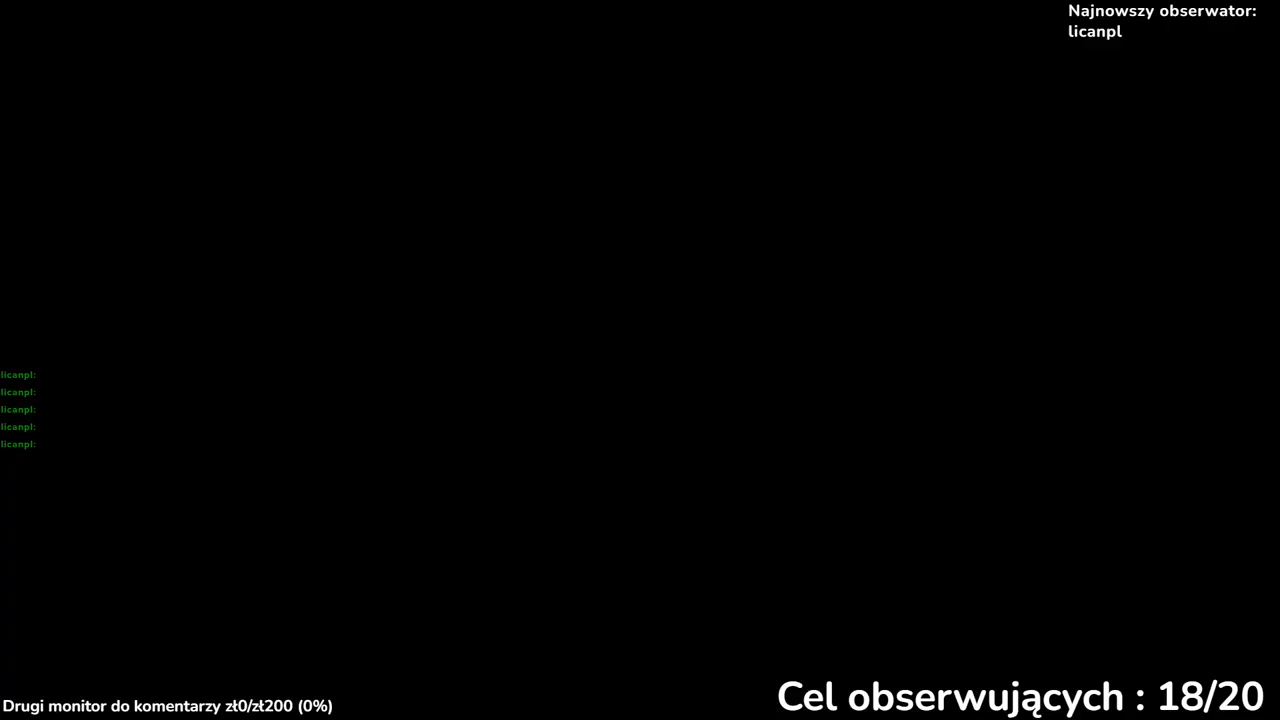 Najnowszy obserwator:
licanpl
licanpl:
licanpl:
licanpl:
licanpl:
licanpl:
Drugi monitor do komentarzy zł0/zł200 (0%)
Cel obserwujących : 18/20